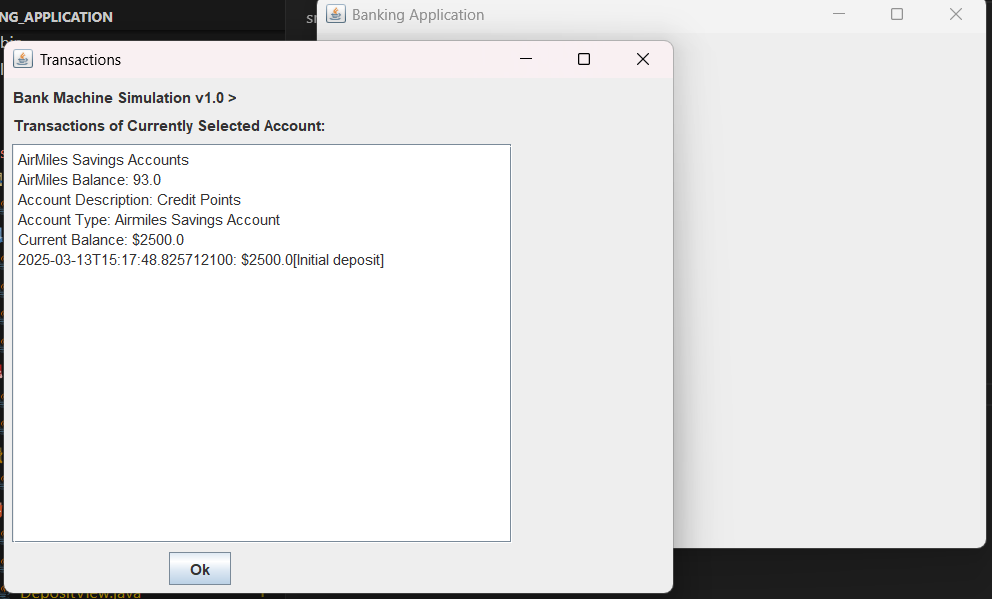 NG_APPLICATION
Banking Application
Transactions
Bank Machine Simulation v1.0 >
Transactions of Currently Selected Account:
AirMiles Savings Accounts
AirMiles Balance: 93.0
Account Description: Credit Points
Account Type: Airmiles Savings Account
Current Balance: $2500.0
2025-03-13T15:17:48.825712100: $2500.0[Initial deposit]
Ok
DepositView.java